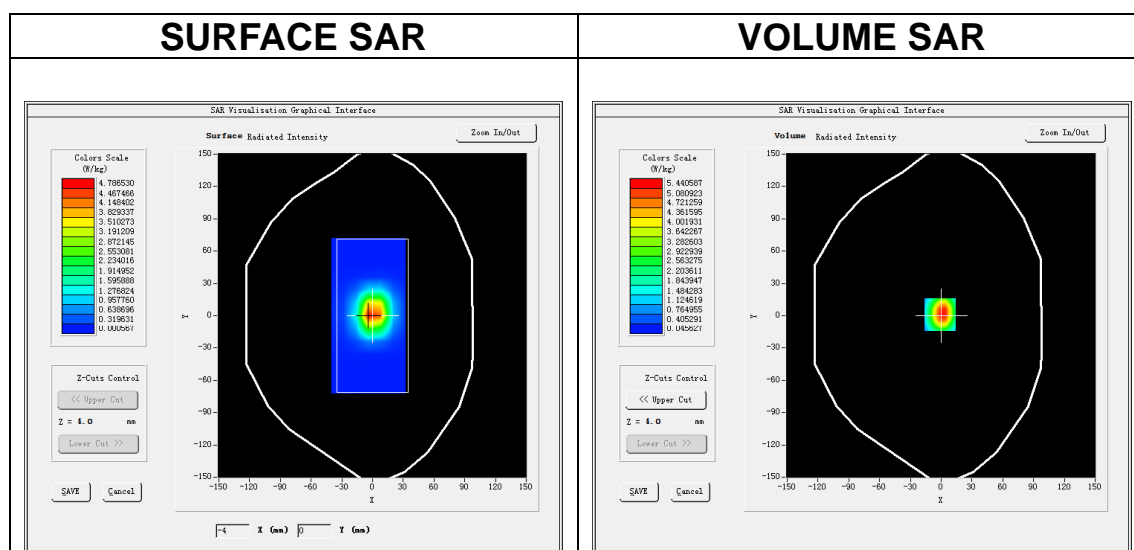 SURFACE SAR
VOLUME SAR
SAR Visualisation Graphical Interface
Surface Radiated Intensity
Zoom In/Out
Colors Scale
(W/kg)
4.786530
4.467466
4.148402
3.829337
3.510273
3.191209
2.872145
2.553081
2.234016
1.914952
1.595888
1.276824
0.957760
0.638696
0.319631
0.000567
Z-Cuts Control
<< Upper Cut
Z = 4.0 mm
Lower Cut >>
SAVE
Cancel
150
120
90
60
30
0
-30
-60
-90
-120
-150
Y
-150 -120 -90 -60 -30 0 30 60 90 120 150
X
-4 X (mm) 0 Y (mm)
SAR Visualisation Graphical Interface
Volume Radiated Intensity
Zoom In/Out
Colors Scale
(W/kg)
5.440587
5.080923
4.721259
4.361595
4.001931
3.642267
3.282603
2.922939
2.563275
2.203611
1.843947
1.484283
1.124619
0.764955
0.405291
0.045627
Z-Cuts Control
<< Upper Cut
Z = 4.0 mm
Lower Cut >>
SAVE
Cancel
150
120
90
60
30
0
-30
-60
-90
-120
-150
Y
-150 -120 -90 -60 -30 0 30 60 90 120 150
X